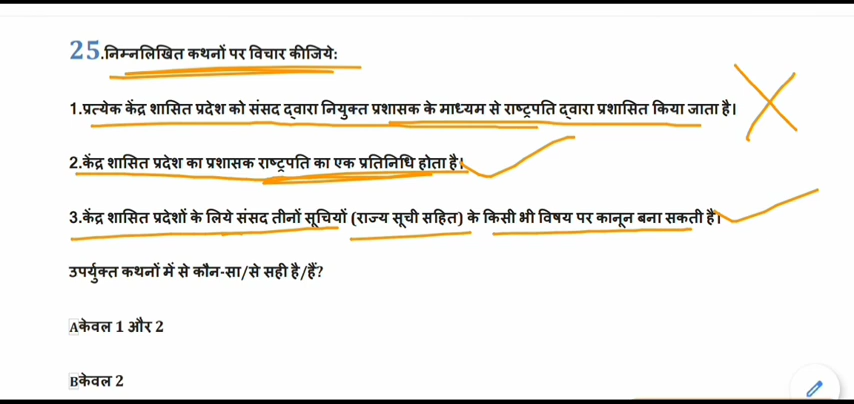 25.निम्नलिखित कथनों पर विचार कीजिये:
1.प्रत्येक केंद्र शासित प्रदेश को संसद द्वारा नियुक्त प्रशासक के माध्यम से राष्ट्रपति द्वारा प्रशासित किया जाता है।
2.केंद्र शासित प्रदेश का प्रशासक राष्ट्रपति का एक प्रतिनिधि होता है।
3.केंद्र शासित प्रदेशों के लिये संसद तीनों सूचियों (राज्य सूची सहित) के किसी भी विषय पर कानून बना सकती है।
उपर्युक्त कथनों में से कौन-सा/से सही है/हैं?
Aकेवल 1 और 2
Bकेवल 2